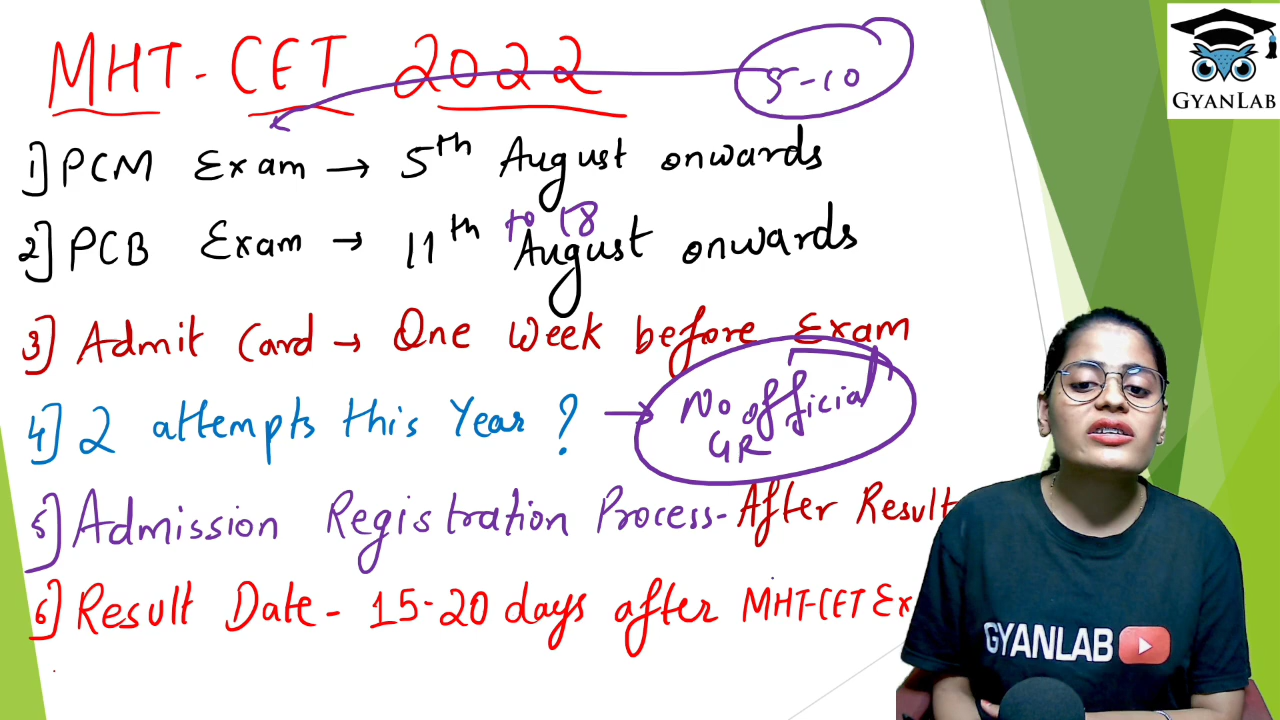 MHT-CET 2022
5-10
GYANLAB
1] PCM Exam → 5th August onwards
to 18
2] PCB Exam → 11th August onwards
3] Admit Card → One Week before Exam
4] 2 attempts this Year ? → No official GR
5] Admission Registration Process- After Result
6] Result Date - 15-20 days after MHT-CET Ex
GYANLAB